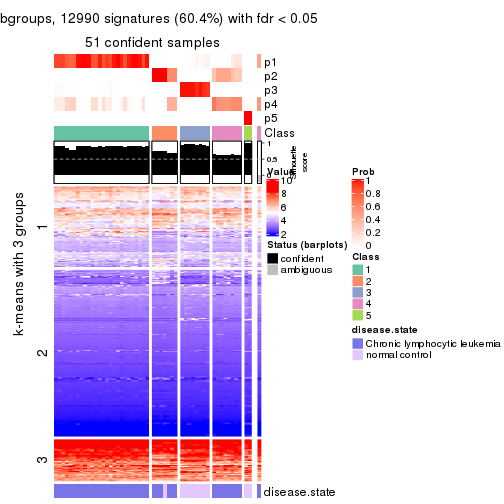 bgroups, 12990 signatures (60.4%) with fdr < 0.05
51 confident samples
p1
p2
p3
p4
p5
Class
1
0.5
0
Silhouette
score
k-means with 3 groups
1
2
3
disease.state
Value
10
8
6
4
2
Status (barplots)
confident
ambiguous
Prob
1
0.8
0.6
0.4
0.2
0
Class
1
2
3
4
5
disease.state
Chronic lymphocytic leukemia
normal control